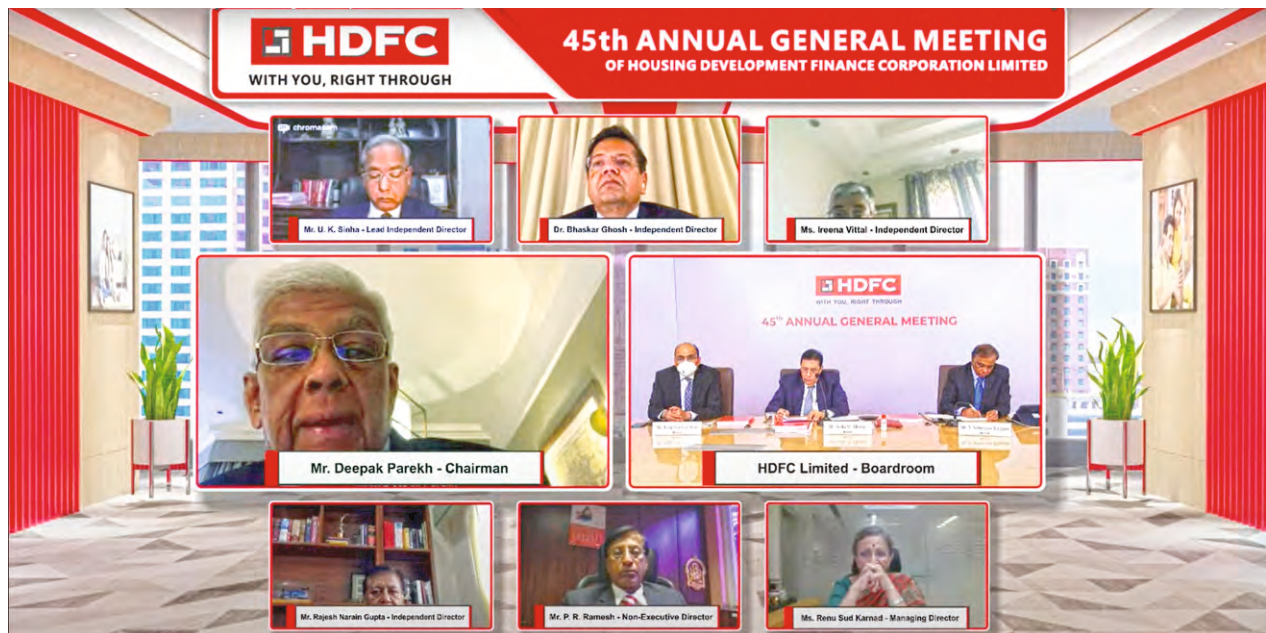 HDFC
WITH YOU, RIGHT THROUGH
45th ANNUAL GENERAL MEETING
OF HOUSING DEVELOPMENT FINANCE CORPORATION LIMITED
Mr. U. K. Sinha - Lead Independent Director
Dr. Bhaskar Ghosh - Independent Director
Ms. Ireena Vittal - Independent Director
Mr. Deepak Parekh - Chairman
HDFC
WITH YOU, RIGHT THROUGH
45TH ANNUAL GENERAL MEETING
HDFC Limited - Boardroom
Mr. Rajesh Narain Gupta - Independent Director
Mr. P. R. Ramesh - Non-Executive Director
Ms. Renu Sud Karnad - Managing Director